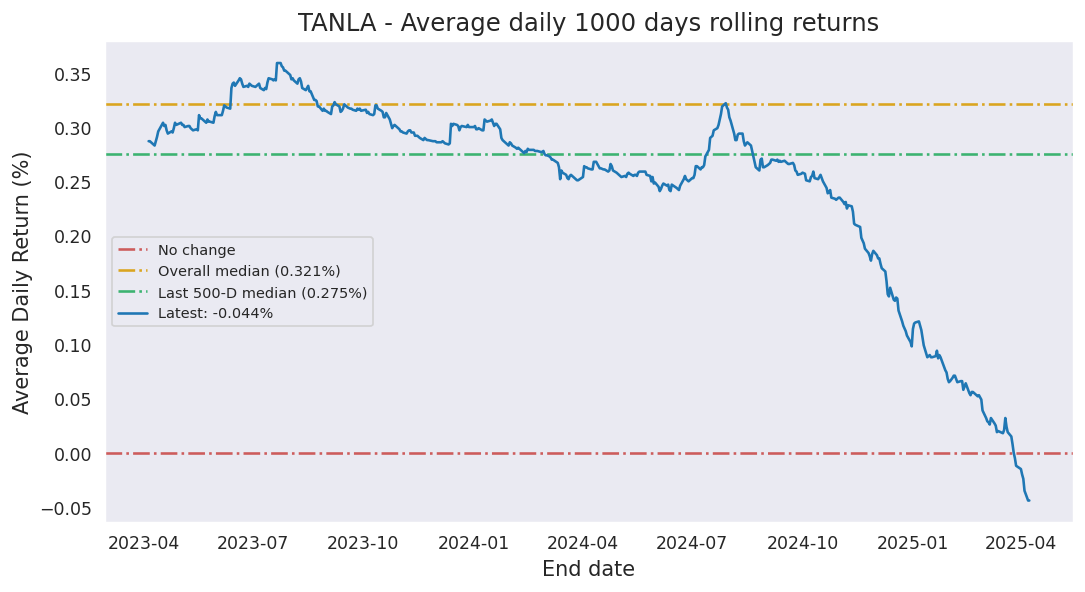 TANLA - Average daily 1000 days rolling returns
Average Daily Return (%)
0.35
0.30
0.25
0.20
0.15
0.10
0.05
0.00
−0.05
No change
Overall median (0.321%)
Last 500-D median (0.275%)
Latest: -0.044%
2023-04 2023-07 2023-10 2024-01 2024-04 2024-07 2024-10 2025-01 2025-04
End date